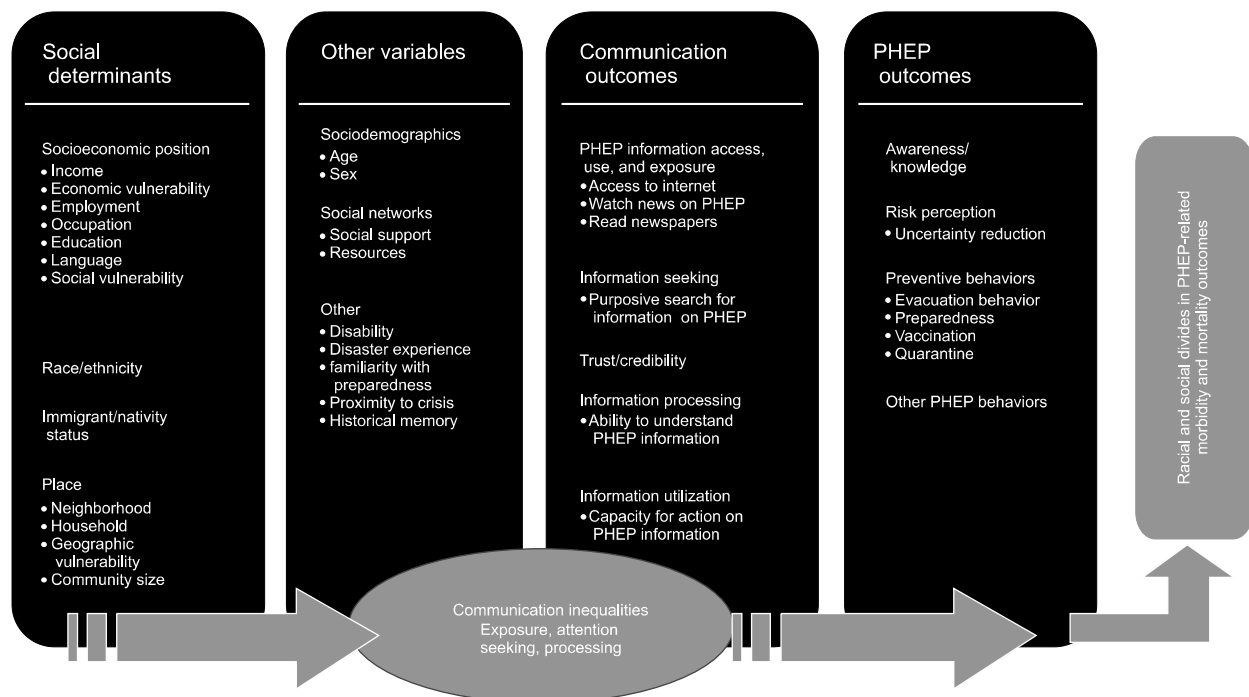 Social
determinants
Socioeconomic position
• Income
• Economic vulnerability
• Employment
• Occupation
• Education
• Language
• Social vulnerability
Race/ethnicity
Immigrant/nativity
status
Place
• Neighborhood
• Household
• Geographic
vulnerability
• Community size
Other variables
Sociodemographics
• Age
• Sex
Social networks
• Social support
• Resources
Other
• Disability
• Disaster experience
• familiarity with
preparedness
• Proximity to crisis
• Historical memory
Communication
outcomes
PHEP information access,
use, and exposure
• Access to internet
• Watch news on PHEP
• Read newspapers
Information seeking
• Purposive search for
information on PHEP
Trust/credibility
Information processing
• Ability to understand
PHEP information
Information utilization
• Capacity for action on
PHEP information
PHEP
outcomes
Awareness/
knowledge
Risk perception
• Uncertainty reduction
Preventive behaviors
• Evacuation behavior
• Preparedness
• Vaccination
• Quarantine
Other PHEP behaviors
Communication inequalities
Exposure, attention
seeking, processing
Racial and social divides in PHEP-related
morbidity and mortality outcomes